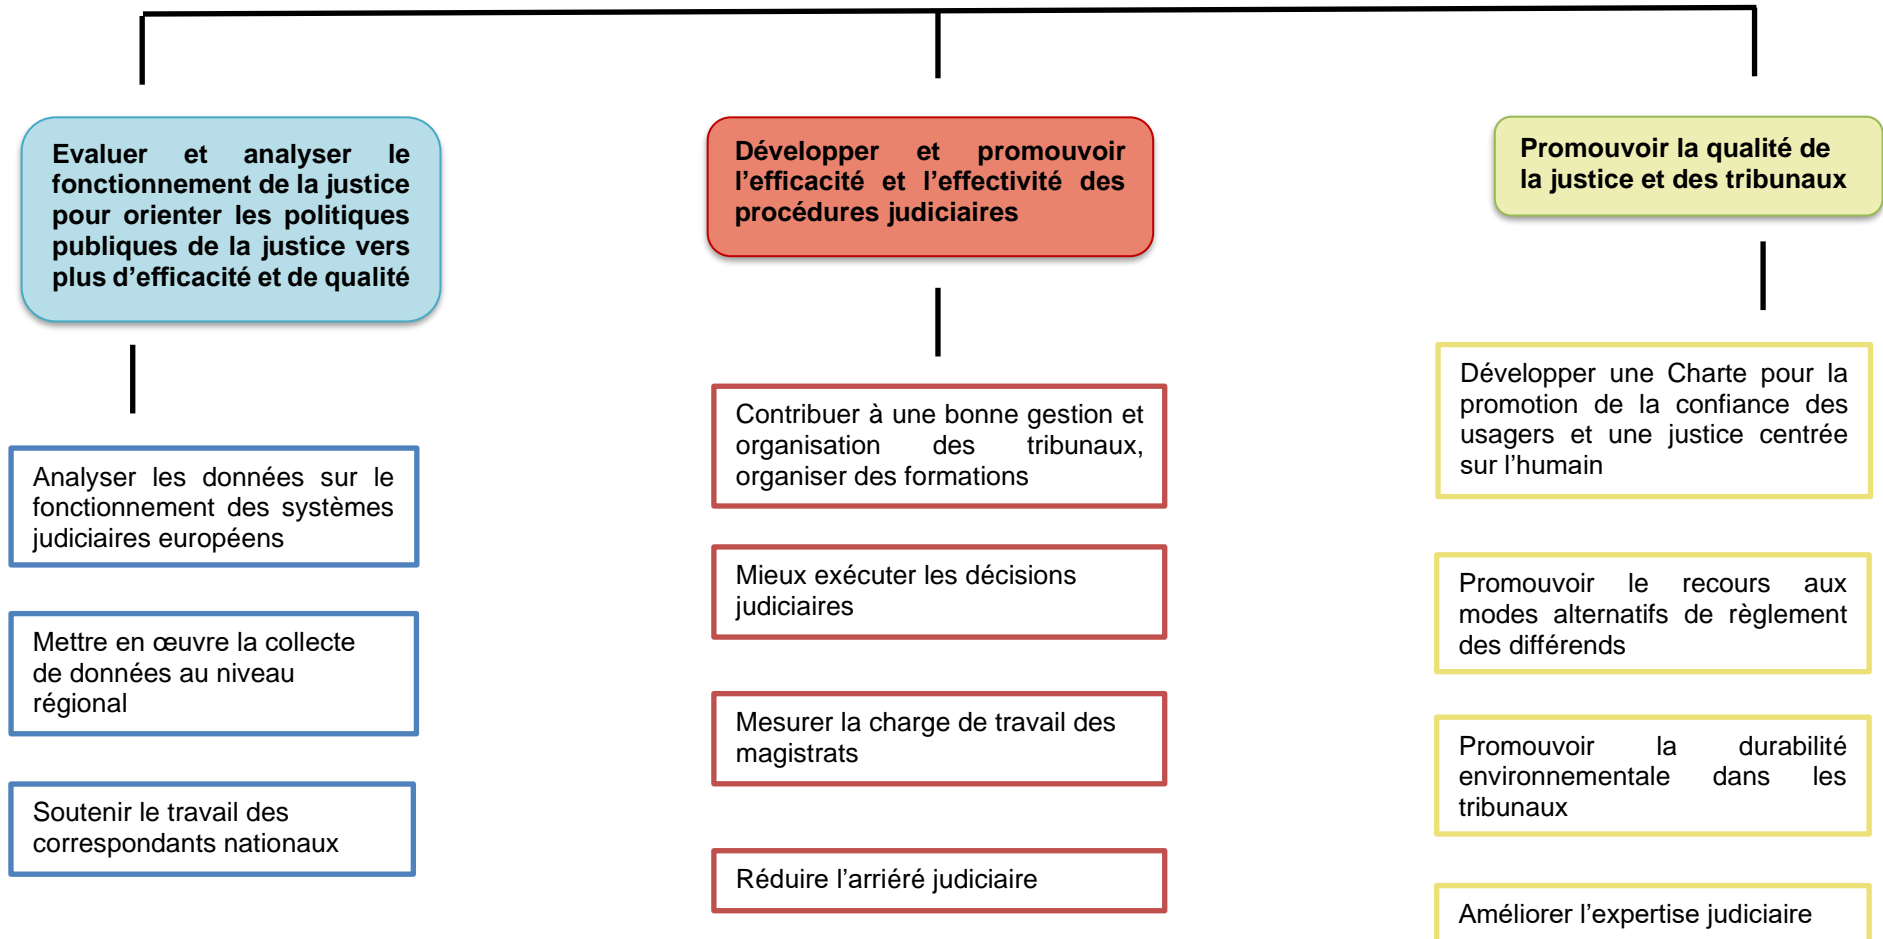 Evaluer et analyser le
fonctionnement de la justice
pour orienter les politiques
publiques de la justice vers
plus d’efficacité et de qualité
Analyser les données sur le
fonctionnement des systèmes
judiciaires européens
Mettre en œuvre la collecte
de données au niveau
régional
Soutenir le travail des
correspondants nationaux
Développer et promouvoir
l’efficacité et l’effectivité des
procédures judiciaires
Contribuer à une bonne gestion et
organisation des tribunaux,
organiser des formations
Mieux exécuter les décisions
judiciaires
Mesurer la charge de travail des
magistrats
Réduire l’arriéré judiciaire
Promouvoir la qualité de
la justice et des tribunaux
Développer une Charte pour la
promotion de la confiance des
usagers et une justice centrée
sur l’humain
Promouvoir le recours aux
modes alternatifs de règlement
des différends
Promouvoir la durabilité
environnementale dans les
tribunaux
Améliorer l’expertise judiciaire